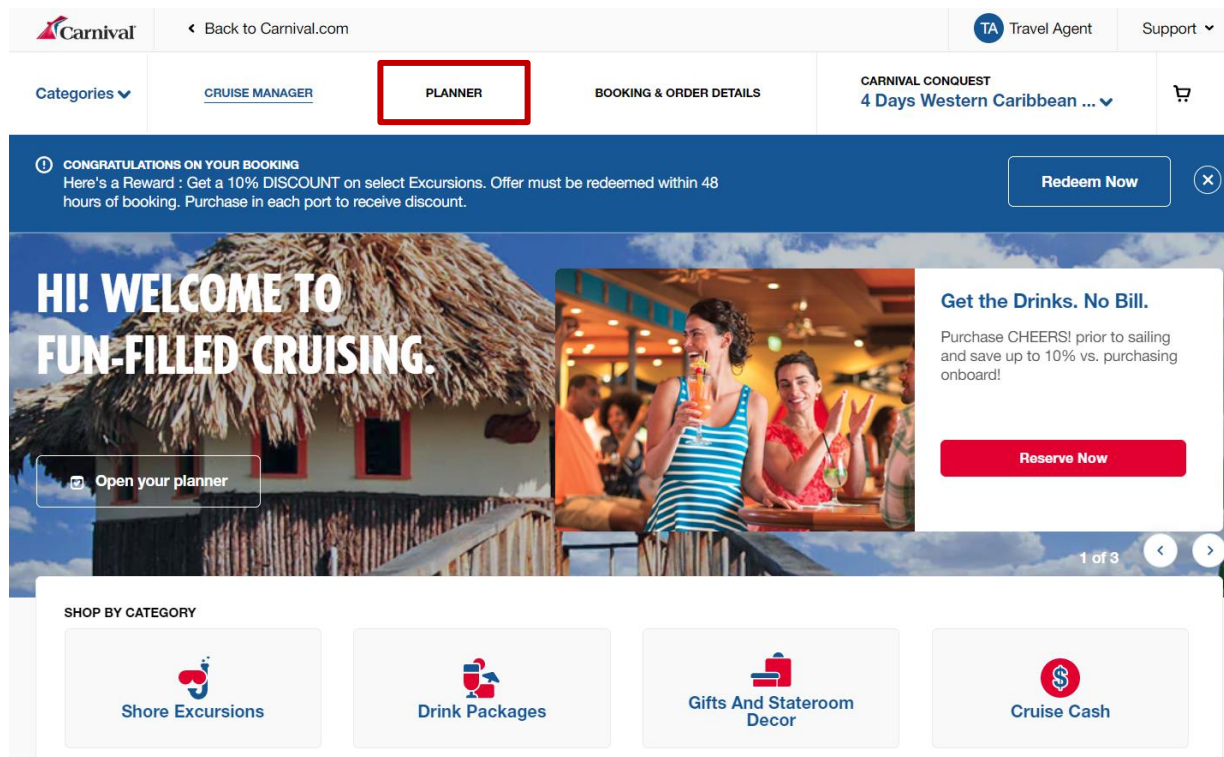 Carnival
Back to Carnival.com
TA Travel Agent
Support
Categories
CRUISE MANAGER
PLANNER
BOOKING & ORDER DETAILS
CARNIVAL CONQUEST
4 Days Western Caribbean ...
CONGRATULATIONS ON YOUR BOOKING
Here's a Reward : Get a 10% DISCOUNT on select Excursions. Offer must be redeemed within 48
hours of booking. Purchase in each port to receive discount.
Redeem Now
HI! WELCOME TO
FUN-FILLED CRUISING.
Open your planner
Get the Drinks. No Bill.
Purchase CHEERS! prior to sailing
and save up to 10% vs. purchasing
onboard!
Reserve Now
1 of 3
SHOP BY CATEGORY
Shore Excursions
Drink Packages
Gifts And Stateroom
Decor
$
Cruise Cash